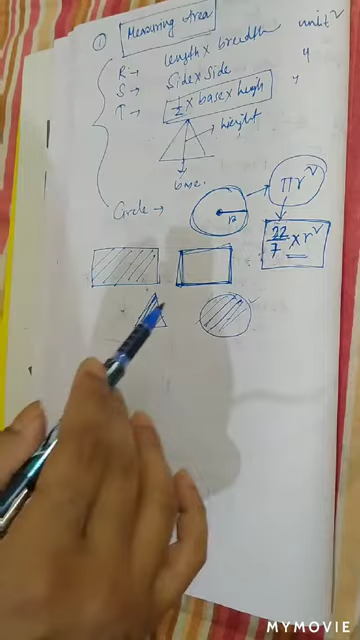 ① Measuring Area
R → length × breadth unit²
S → Side × Side "
T → 1/2 × base × heigh "
height
base.
Circle → r πr²
22/7 × r²
MYMOVIE